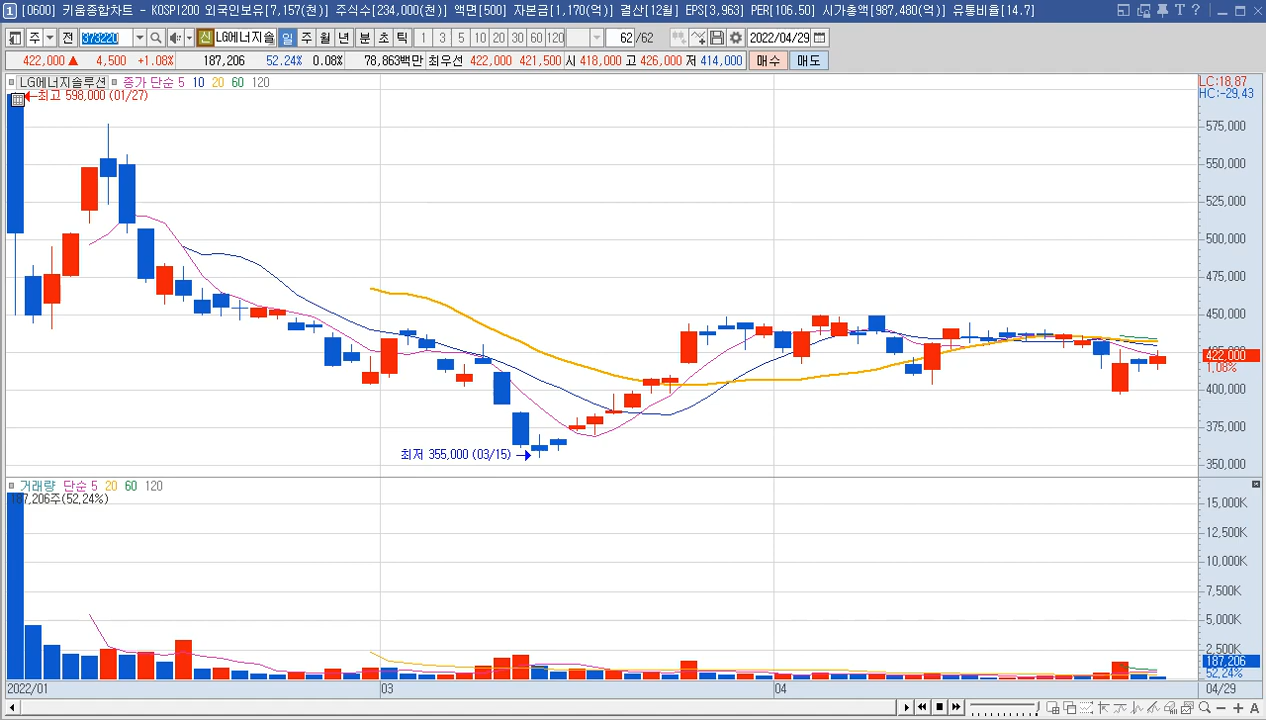 1 [0600] 키움종합차트 - KOSPI200 외국인보유[7,157(천)] 주식수[234,000(천)] 액면[500] 자본금[1,170(억)] 결산[12월] EPS[3,963] PER[106.50] 시가총액[987,480(억)] 유통비율[14.7]
주 전 373220 신 LG에너지솔 일 주 월 년 분 초 틱 1 3 5 10 20 30 60 120 62 /62 2022/04/29
422,000 ▲ 4,500 +1.08% 187,206 52.24% 0.08% 78,863백만 최우선 422,000 421,500 시 418,000 고 426,000 저 414,000 매수 매도
LG에너지솔루션 종가 단순 5 10 20 60 120
LC:18.87
HC:-29.43
최고 598,000 (01/27)
575,000
550,000
525,000
500,000
475,000
450,000
422,000
1.08%
400,000
375,000
최저 355,000 (03/15)
350,000
거래량 단순 5 20 60 120
187,206주(52.24%)
15,000K
12,500K
10,000K
7,500K
5,000K
2,500K
187,206
52.24%
2022/01 03 04 04/29